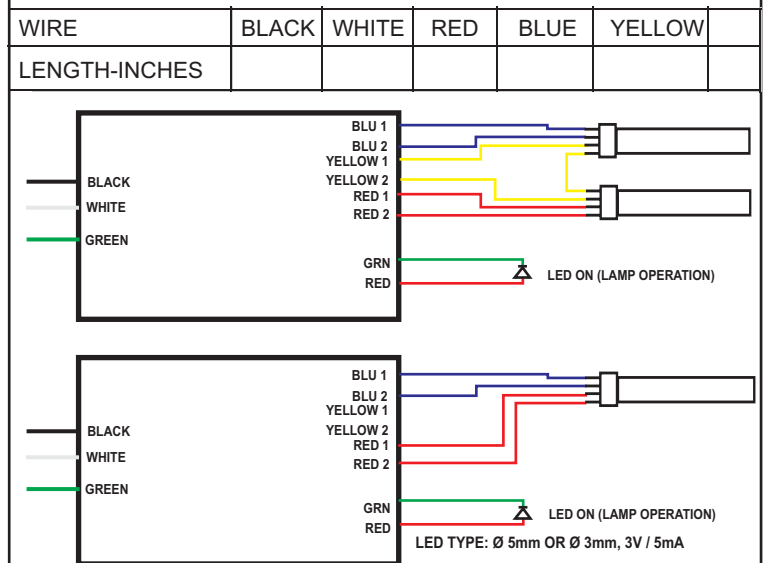 WIRE BLACK WHITE RED BLUE YELLOW
LENGTH-INCHES
BLU 1
BLU 2
YELLOW 1
BLACK YELLOW 2
RED 1
WHITE RED 2
GREEN
GRN
LED ON (LAMP OPERATION)
RED
BLU 1
BLU 2
YELLOW 1
BLACK YELLOW 2
RED 1
WHITE RED 2
GREEN
GRN
LED ON (LAMP OPERATION)
RED
LED TYPE: Ø 5mm OR Ø 3mm, 3V / 5mA